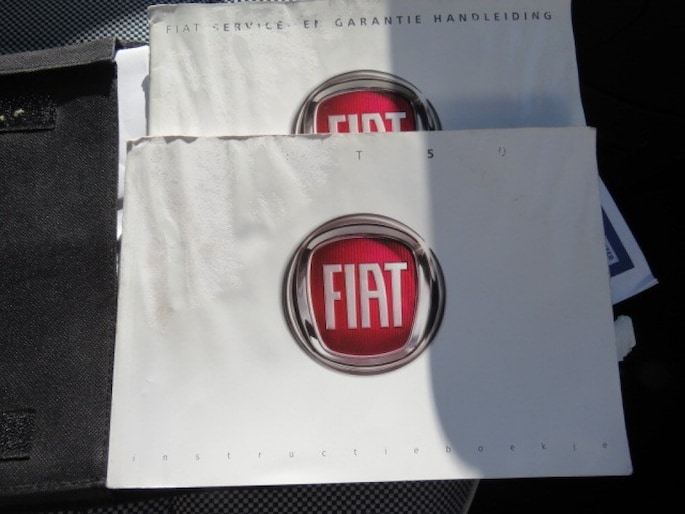 FIAT SERVICE- EN GARANTIE HANDLEIDING
FIAT
FIAT
instructieboekje